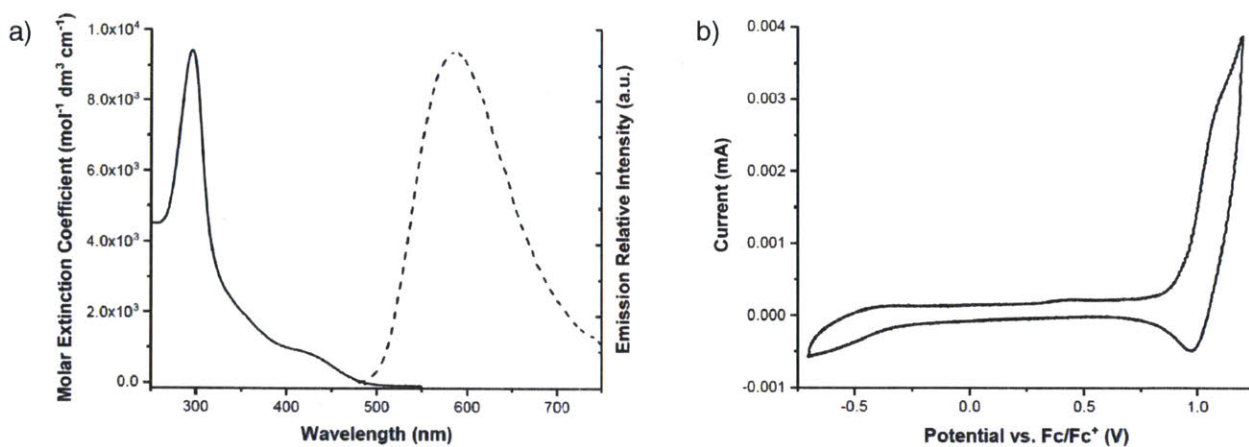 a)
Molar Extinction Coefficient (mol⁻¹ dm³ cm⁻¹)
1.0x10⁴
8.0x10³
6.0x10³
4.0x10³
2.0x10³
0.0
300
400
500
600
700
Wavelength (nm)
Emission Relative Intensity (a.u.)
b)
Current (mA)
0.004
0.003
0.002
0.001
0.000
-0.001
-0.5
0.0
0.5
1.0
Potential vs. Fc/Fc⁺ (V)